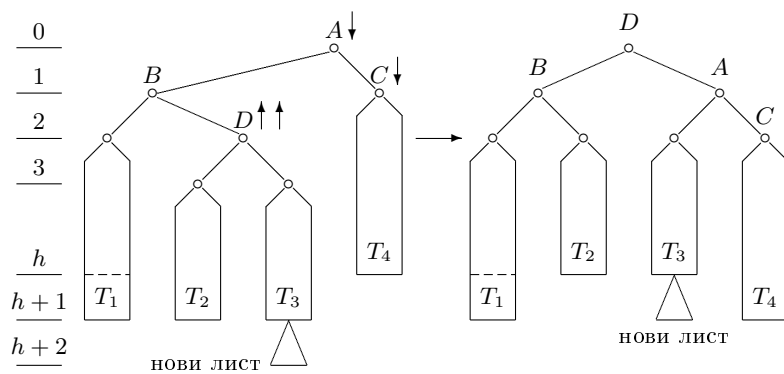 0
1
2
3
h
h + 1
h + 2
A
B
C
D
T₁
T₂
T₃
T₄
нови лист
D
B
A
C
T₁
T₂
T₃
T₄
нови лист